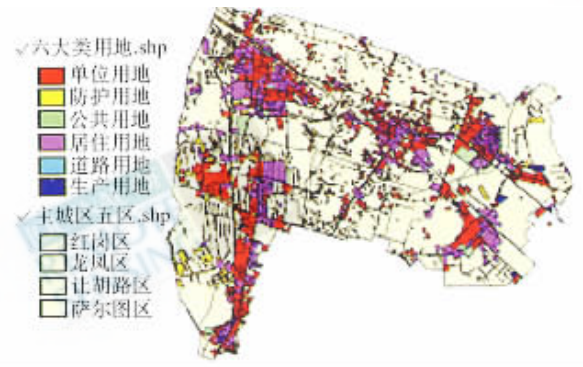 六大类用地.shp
单位用地
防护用地
公共用地
居住用地
道路用地
生产用地
主城区五区.shp
红岗区
龙凤区
让胡路区
萨尔图区